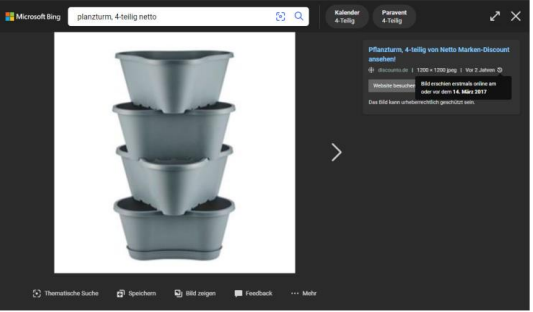 Microsoft Bing
planzturm, 4-teilig netto
Kalender
4-Teilig
Paravent
4-Teilig
Pflanzturm, 4-teilig von Netto Marken-Discount
ansehen!
discounto.de | 1200 × 1200 jpeg | Vor 2 Jahren
Website besuchen
Bild erschien erstmals online am
oder vor dem 14. März 2017
Das Bild kann urheberrechtlich geschützt sein.
Thematische Suche
Speichern
Bild zeigen
Feedback
Mehr